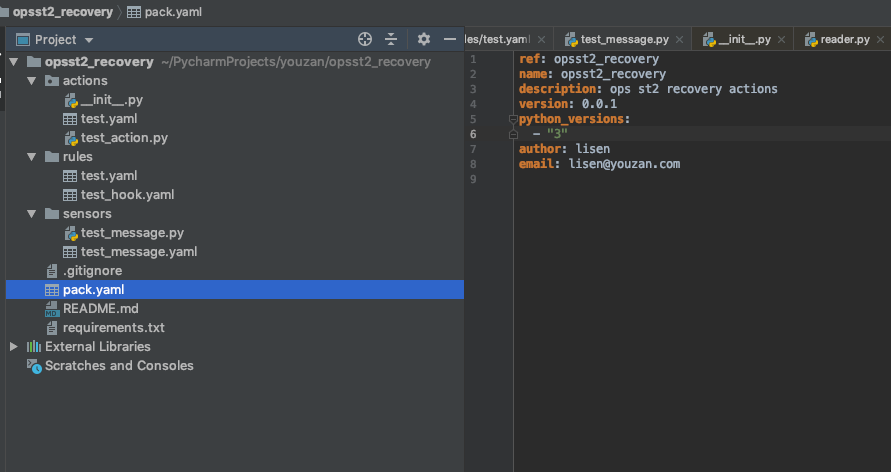 opsst2_recovery pack.yaml
Project
les/test.yaml test_message.py __init__.py reader.py
opsst2_recovery ~/PycharmProjects/youzan/opsst2_recovery
actions
__init__.py
test.yaml
test_action.py
rules
test.yaml
test_hook.yaml
sensors
test_message.py
test_message.yaml
.gitignore
pack.yaml
MD README.md
requirements.txt
External Libraries
Scratches and Consoles
1 ref: opsst2_recovery
2 name: opsst2_recovery
3 description: ops st2 recovery actions
4 version: 0.0.1
5 python_versions:
6 - "3"
7 author: lisen
8 email: lisen@youzan.com
9